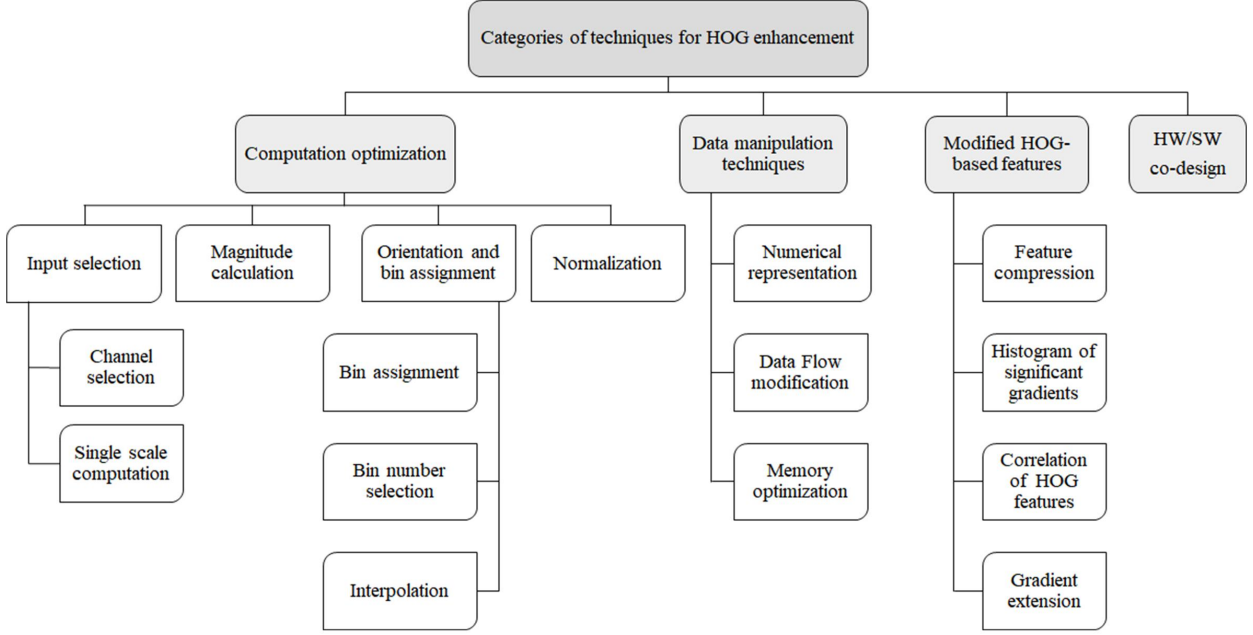 Categories of techniques for HOG enhancement
Computation optimization
Data manipulation
techniques
Modified HOG-
based features
HW/SW
co-design
Input selection
Magnitude
calculation
Orientation and
bin assignment
Normalization
Numerical
representation
Feature
compression
Channel
selection
Bin assignment
Data Flow
modification
Histogram of
significant
gradients
Single scale
computation
Bin number
selection
Memory
optimization
Correlation
of HOG
features
Interpolation
Gradient
extension